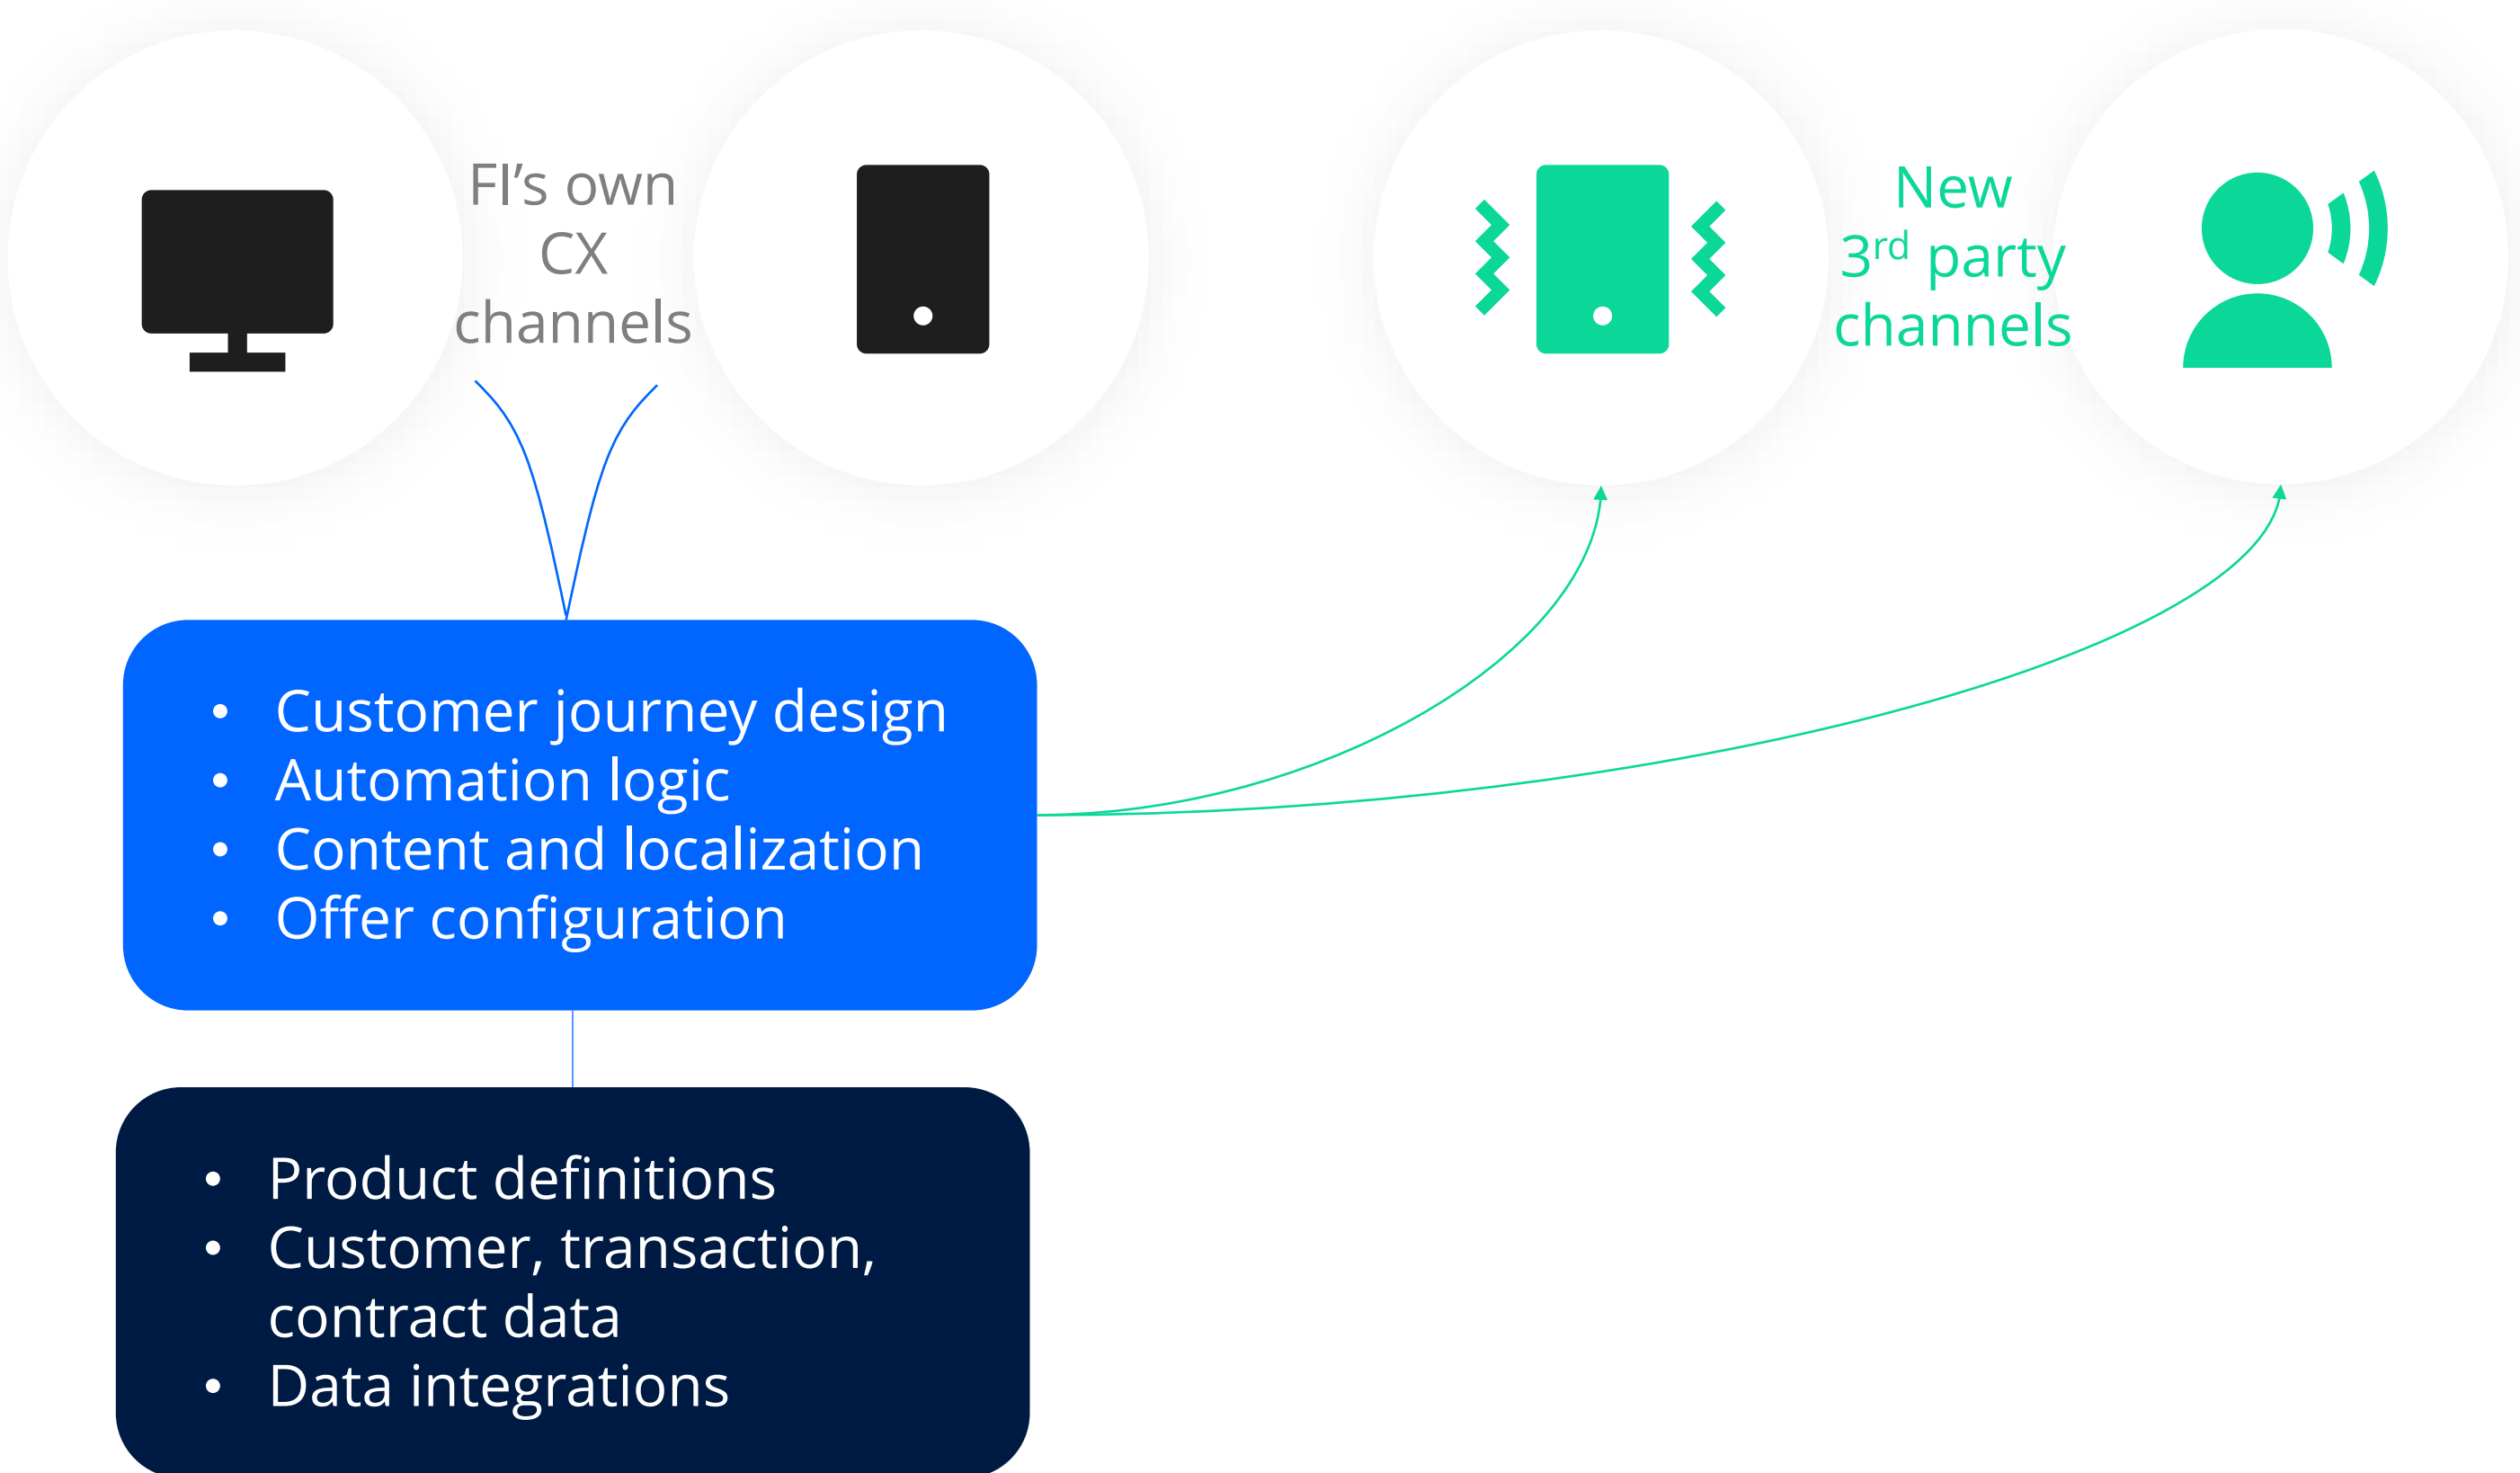 FI’s own
CX
channels
New
3rd party
channels
• Customer journey design
• Automation logic
• Content and localization
• Offer configuration
• Product definitions
• Customer, transaction,
contract data
• Data integrations